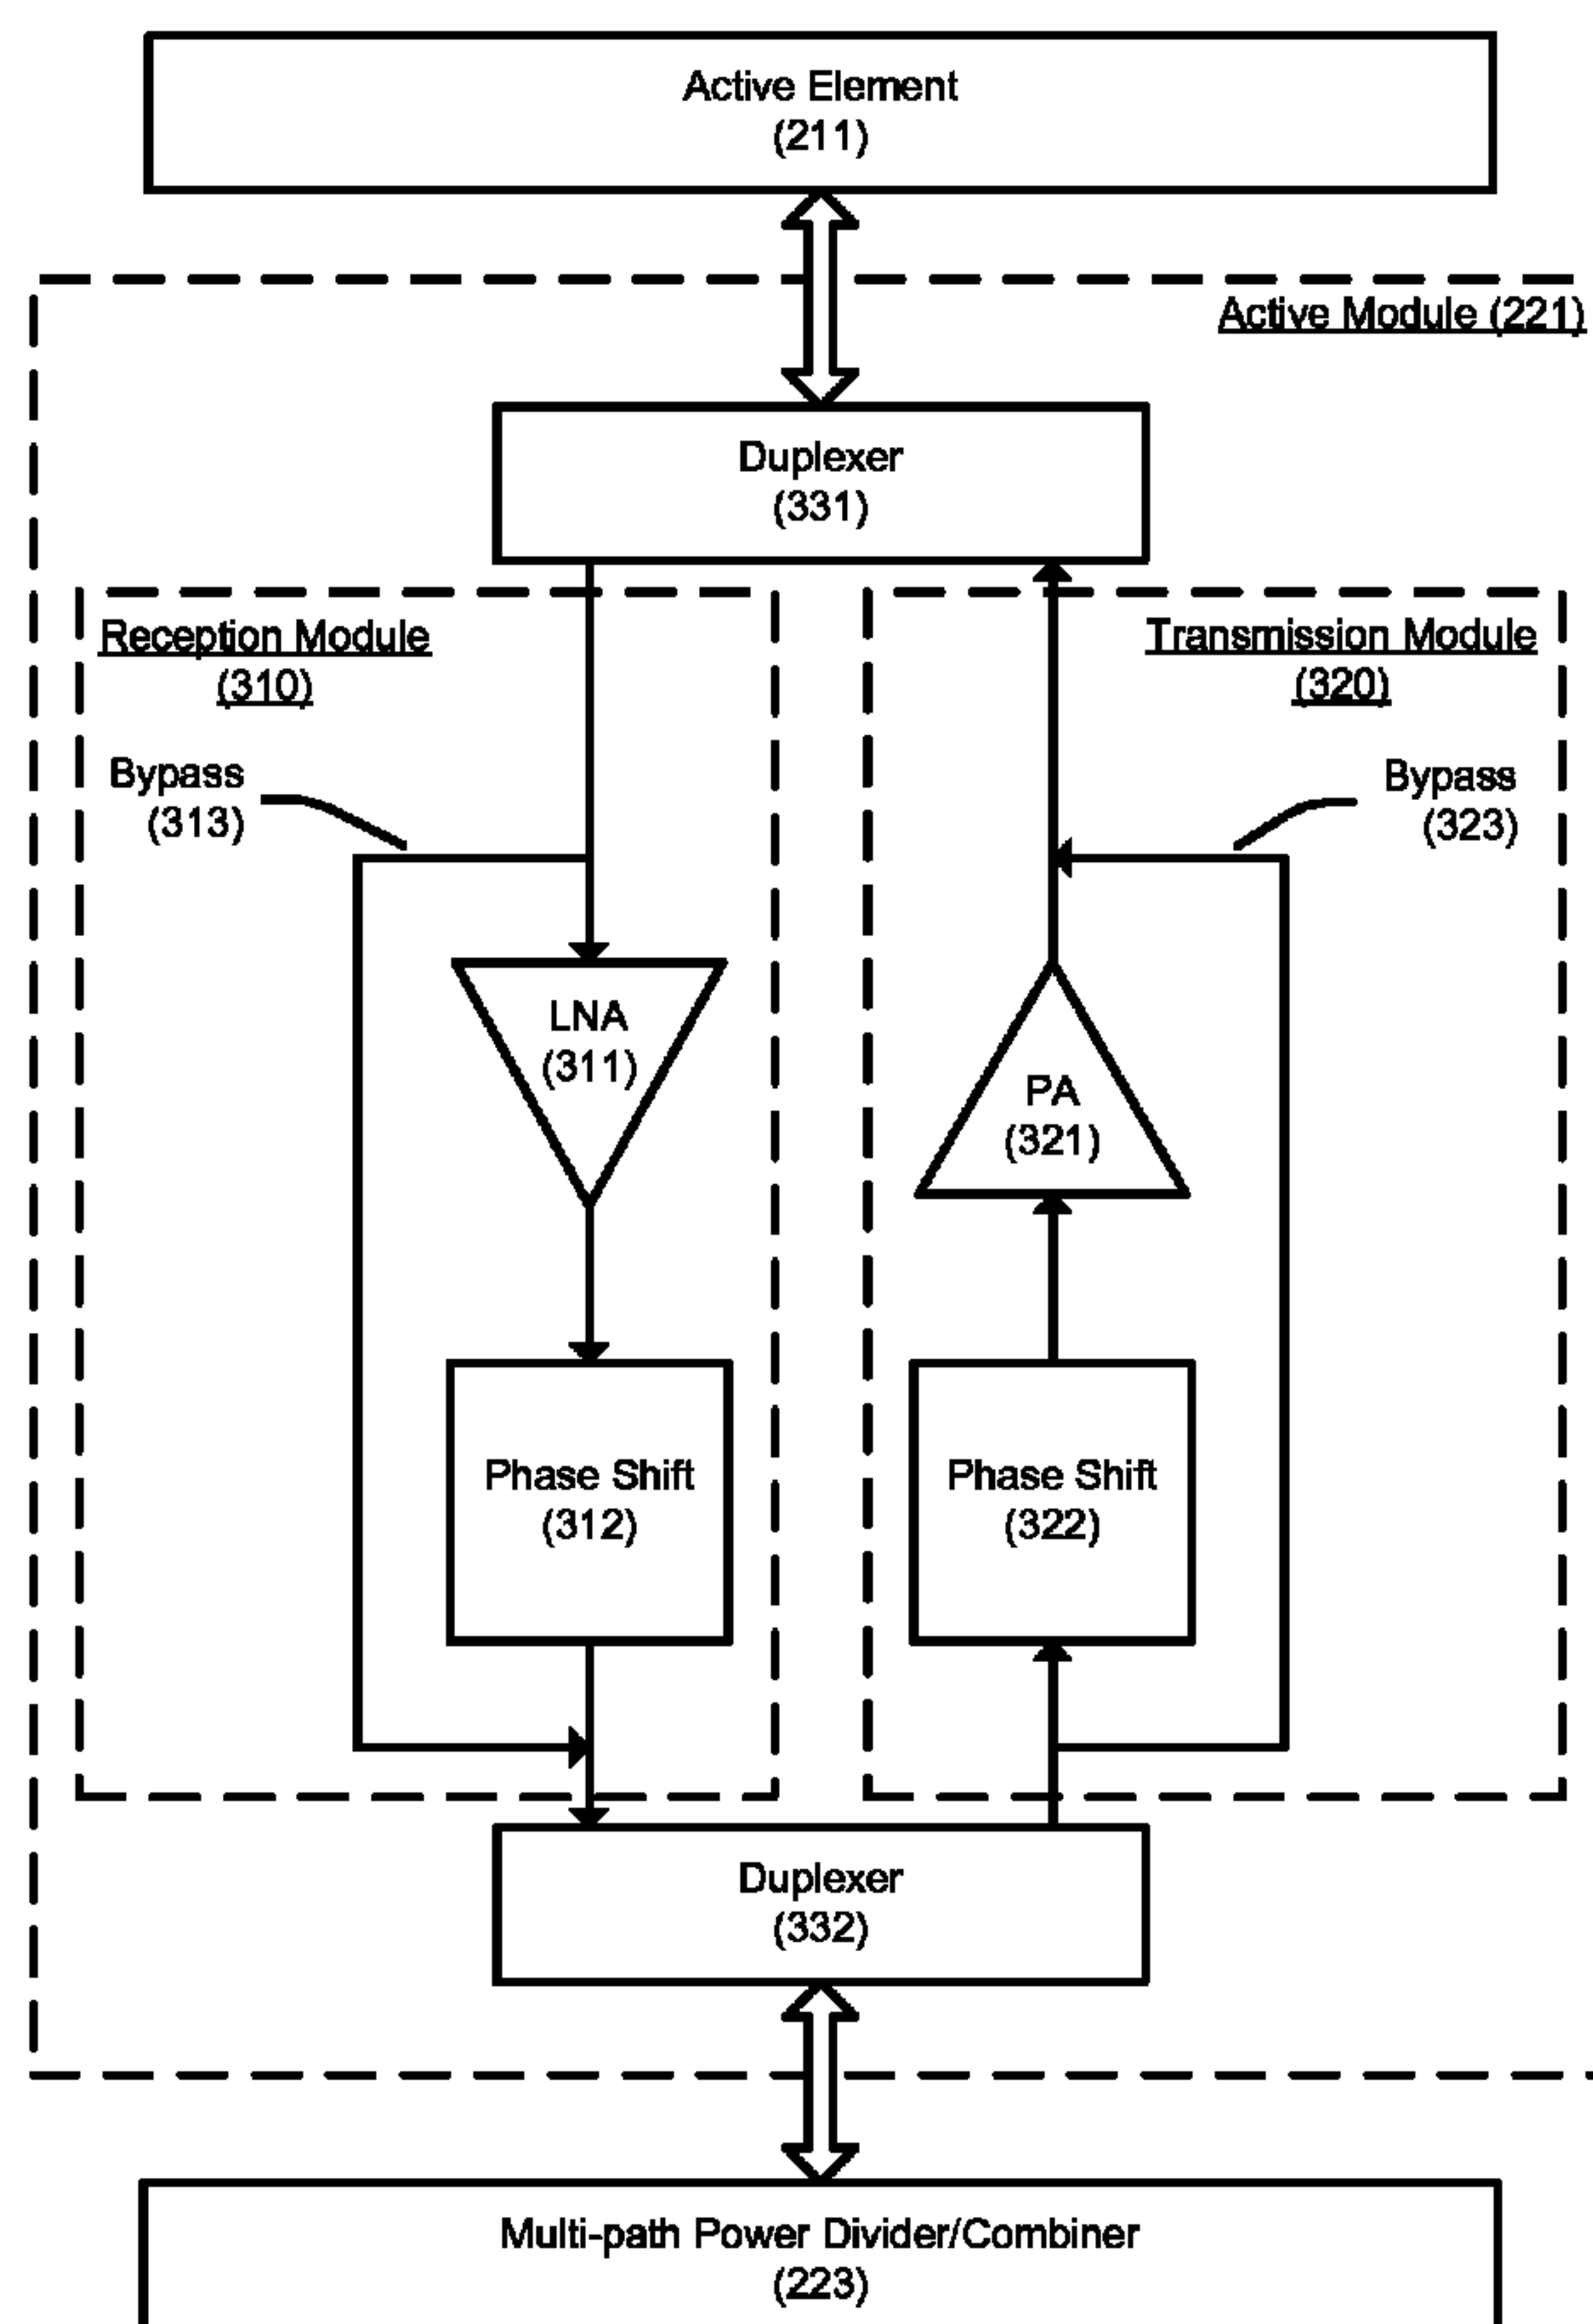 Active Element
(211)
Active Module (221)
Duplexer
(331)
Reception Module
(310)
Transmission Module
(320)
Bypass
(313)
Bypass
(323)
LNA
(311)
PA
(321)
Phase Shift
(312)
Phase Shift
(322)
Duplexer
(332)
Multi-path Power Divider/Combiner
(223)